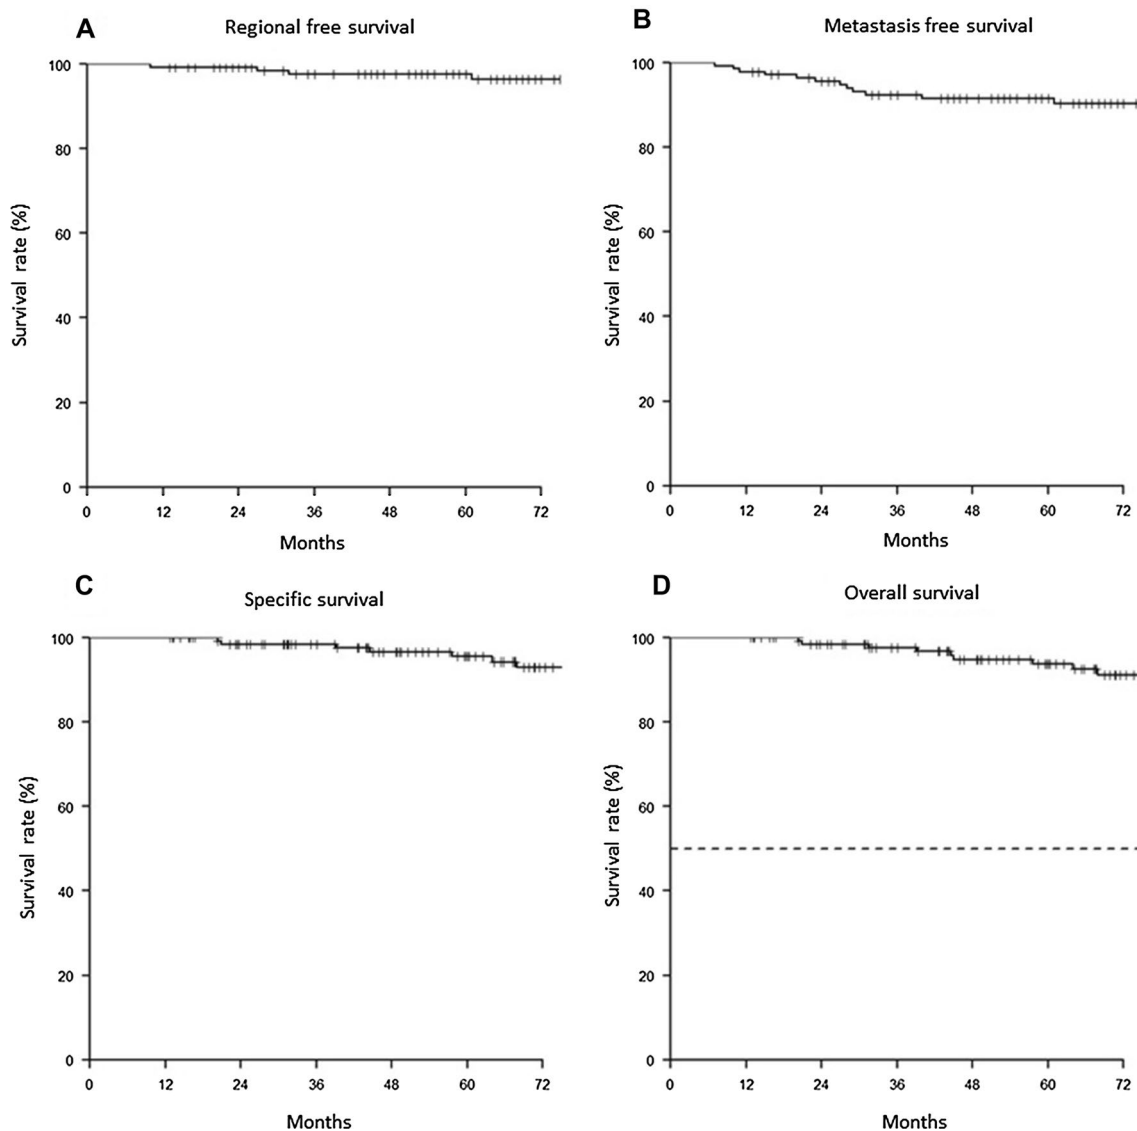 A
Regional free survival
100
80
60
40
20
0
Survival rate (%)
0 12 24 36 48 60 72
Months
B
Metastasis free survival
100
80
60
40
20
0
Survival rate (%)
0 12 24 36 48 60 72
Months
C
Specific survival
100
80
60
40
20
0
Survival rate (%)
0 12 24 36 48 60 72
Months
D
Overall survival
100
80
60
40
20
0
Survival rate (%)
0 12 24 36 48 60 72
Months